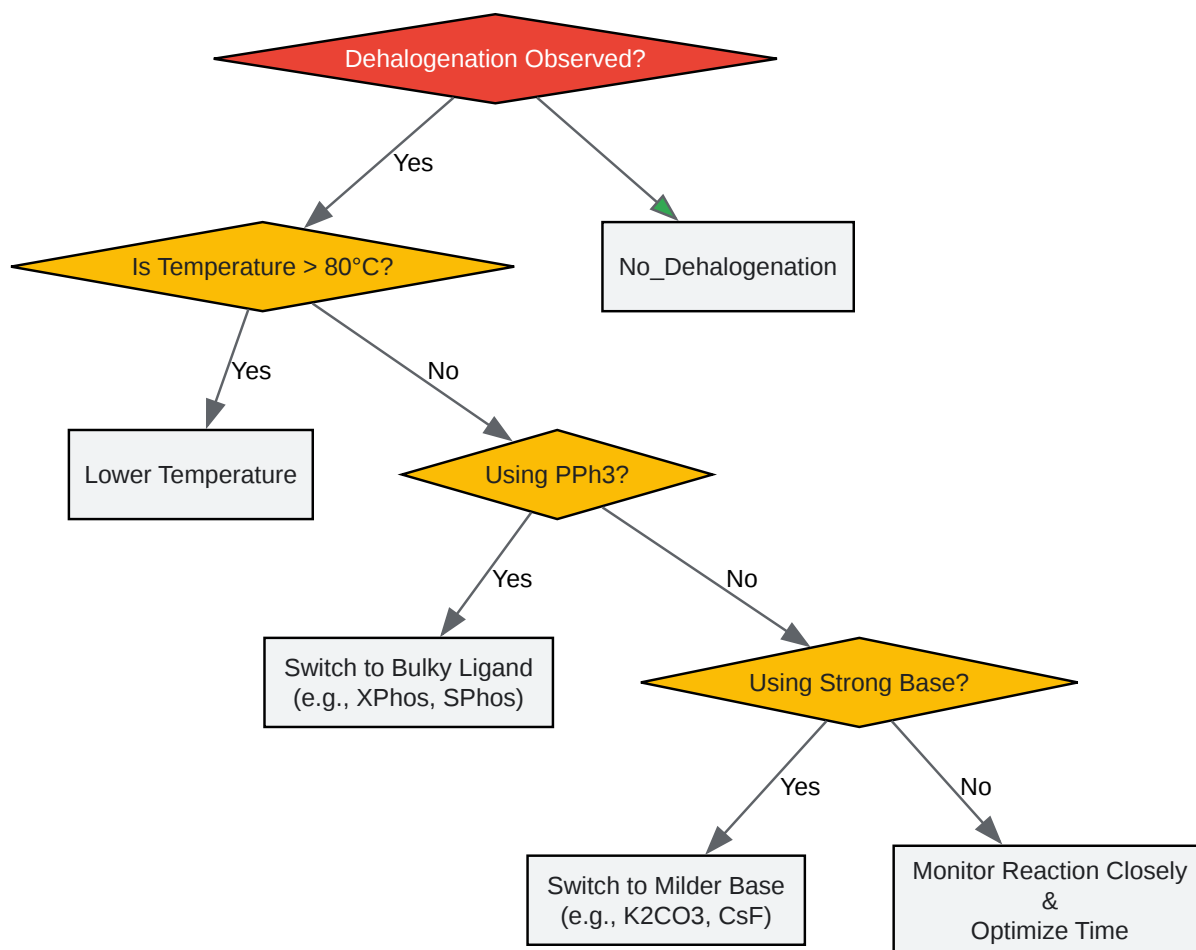 Dehalogenation Observed?
Yes
Is Temperature > 80°C?
No_Dehalogenation
Yes
No
Lower Temperature
Using PPh3?
Yes
No
Switch to Bulky Ligand
(e.g., XPhos, SPhos)
Using Strong Base?
Yes
No
Switch to Milder Base
(e.g., K2CO3, CsF)
Monitor Reaction Closely
&
Optimize Time